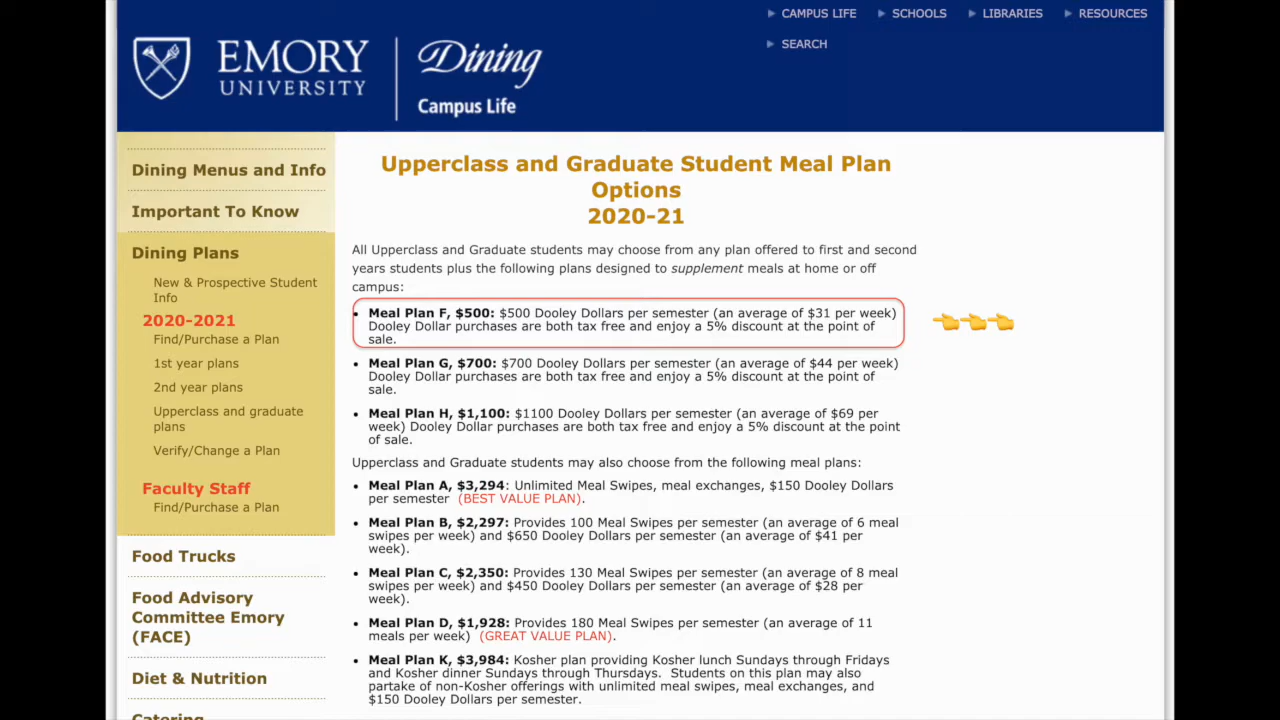 CAMPUS LIFE SCHOOLS LIBRARIES RESOURCES
SEARCH
EMORY
UNIVERSITY
Dining
Campus Life
Dining Menus and Info
Important To Know
Dining Plans
New & Prospective Student
Info
2020-2021
Find/Purchase a Plan
1st year plans
2nd year plans
Upperclass and graduate
plans
Verify/Change a Plan
Faculty Staff
Find/Purchase a Plan
Food Trucks
Food Advisory
Committee Emory
(FACE)
Diet & Nutrition
Catering
Upperclass and Graduate Student Meal Plan
Options
2020-21
All Upperclass and Graduate students may choose from any plan offered to first and second
years students plus the following plans designed to supplement meals at home or off
campus:
• Meal Plan F, $500: $500 Dooley Dollars per semester (an average of $31 per week)
Dooley Dollar purchases are both tax free and enjoy a 5% discount at the point of
sale.
• Meal Plan G, $700: $700 Dooley Dollars per semester (an average of $44 per week)
Dooley Dollar purchases are both tax free and enjoy a 5% discount at the point of
sale.
• Meal Plan H, $1,100: $1100 Dooley Dollars per semester (an average of $69 per
week) Dooley Dollar purchases are both tax free and enjoy a 5% discount at the point
of sale.
Upperclass and Graduate students may also choose from the following meal plans:
• Meal Plan A, $3,294: Unlimited Meal Swipes, meal exchanges, $150 Dooley Dollars
per semester (BEST VALUE PLAN).
• Meal Plan B, $2,297: Provides 100 Meal Swipes per semester (an average of 6 meal
swipes per week) and $650 Dooley Dollars per semester (an average of $41 per
week).
• Meal Plan C, $2,350: Provides 130 Meal Swipes per semester (an average of 8 meal
swipes per week) and $450 Dooley Dollars per semester (an average of $28 per
week).
• Meal Plan D, $1,928: Provides 180 Meal Swipes per semester (an average of 11
meals per week) (GREAT VALUE PLAN).
• Meal Plan K, $3,984: Kosher plan providing Kosher lunch Sundays through Fridays
and Kosher dinner Sundays through Thursdays. Students on this plan may also
partake of non-Kosher offerings with unlimited meal swipes, meal exchanges, and
$150 Dooley Dollars per semester.